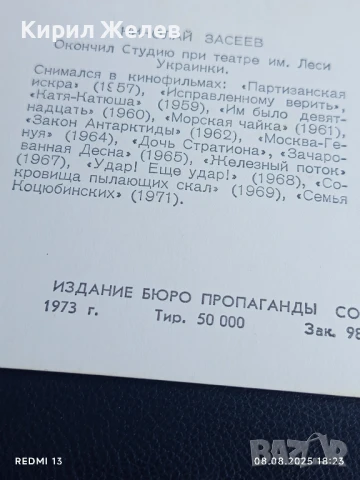 Кирил Желев
ЗАСЕЕВ
Окончил Студию при театре им. Леси
Украинки.
Снимался в кинофильмах: «Партизанская
искра» (1957), «Исправленному верить»,
«Катя-Катюша» (1959), «Им было девят-
надцать» (1960), «Морская чайка» (1961),
«Закон Антарктиды» (1962), «Москва-Ге-
нуя» (1964), «Дочь Стратиона», «Зачаро-
ванная Десна» (1965), «Железный поток»
(1967), «Удар! Еще удар!» (1968), «Со-
кровища пылающих скал» (1969), «Семья
Коцюбинских» (1971).
ИЗДАНИЕ БЮРО ПРОПАГАНДЫ СО
1973 г. Тир. 50 000 Зак. 98
REDMI 13
08.08.2025 18:23
BAZAR